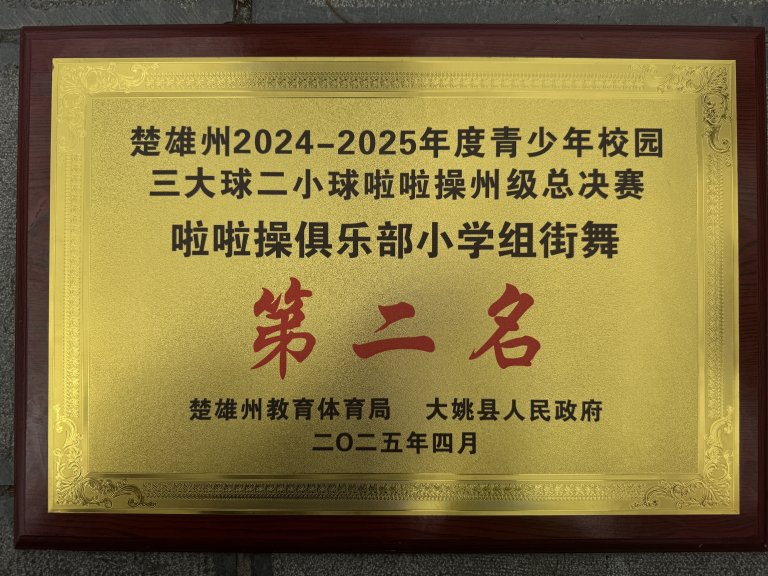 楚雄州2024-2025年度青少年校园
三大球二小球啦啦操州级总决赛
啦啦操俱乐部小学组街舞
第二名
楚雄州教育体育局 大姚县人民政府
二〇二五年四月